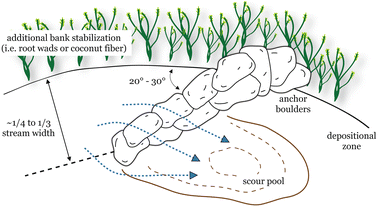 additional bank stabilization
(i.e. root wads or coconut fiber)
20° - 30°
anchor
boulders
~1/4 to 1/3
stream width
depositional
zone
scour pool